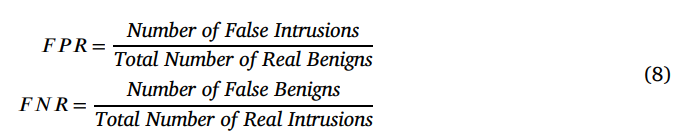 FPR = Number of False Intrusions / Total Number of Real Benigns
(8)
FNR = Number of False Benigns / Total Number of Real Intrusions